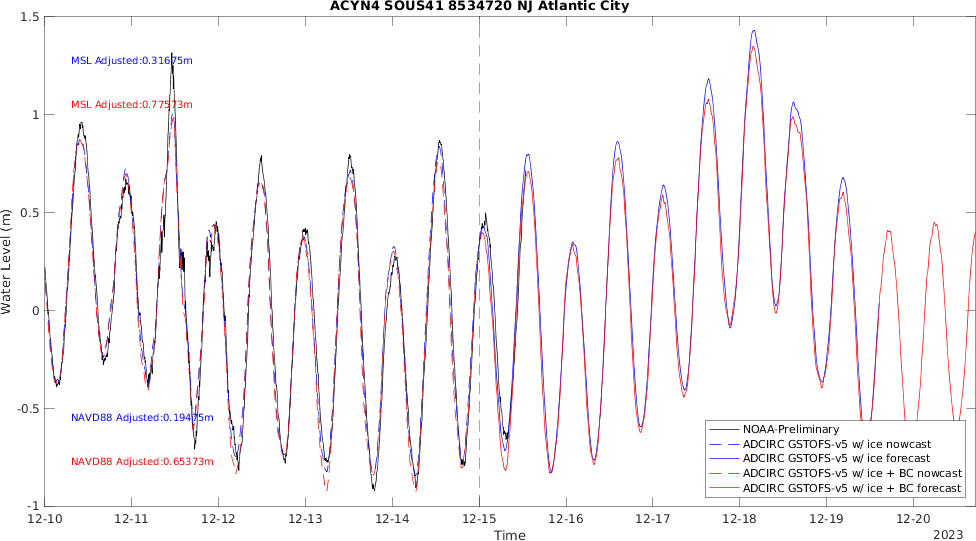 ACYN4 SOUS41 8534720 NJ Atlantic City
1.5
1
0.5
0
-0.5
-1
Water Level (m)
MSL Adjusted:0.31675m
MSL Adjusted:0.77573m
NAVD88 Adjusted:0.19475m
NAVD88 Adjusted:0.65373m
NOAA-Preliminary
ADCIRC GSTOFS-v5 w/ ice nowcast
ADCIRC GSTOFS-v5 w/ ice forecast
ADCIRC GSTOFS-v5 w/ ice + BC nowcast
ADCIRC GSTOFS-v5 w/ ice + BC forecast
12-10 12-11 12-12 12-13 12-14 12-15 12-16 12-17 12-18 12-19 12-20
Time
2023